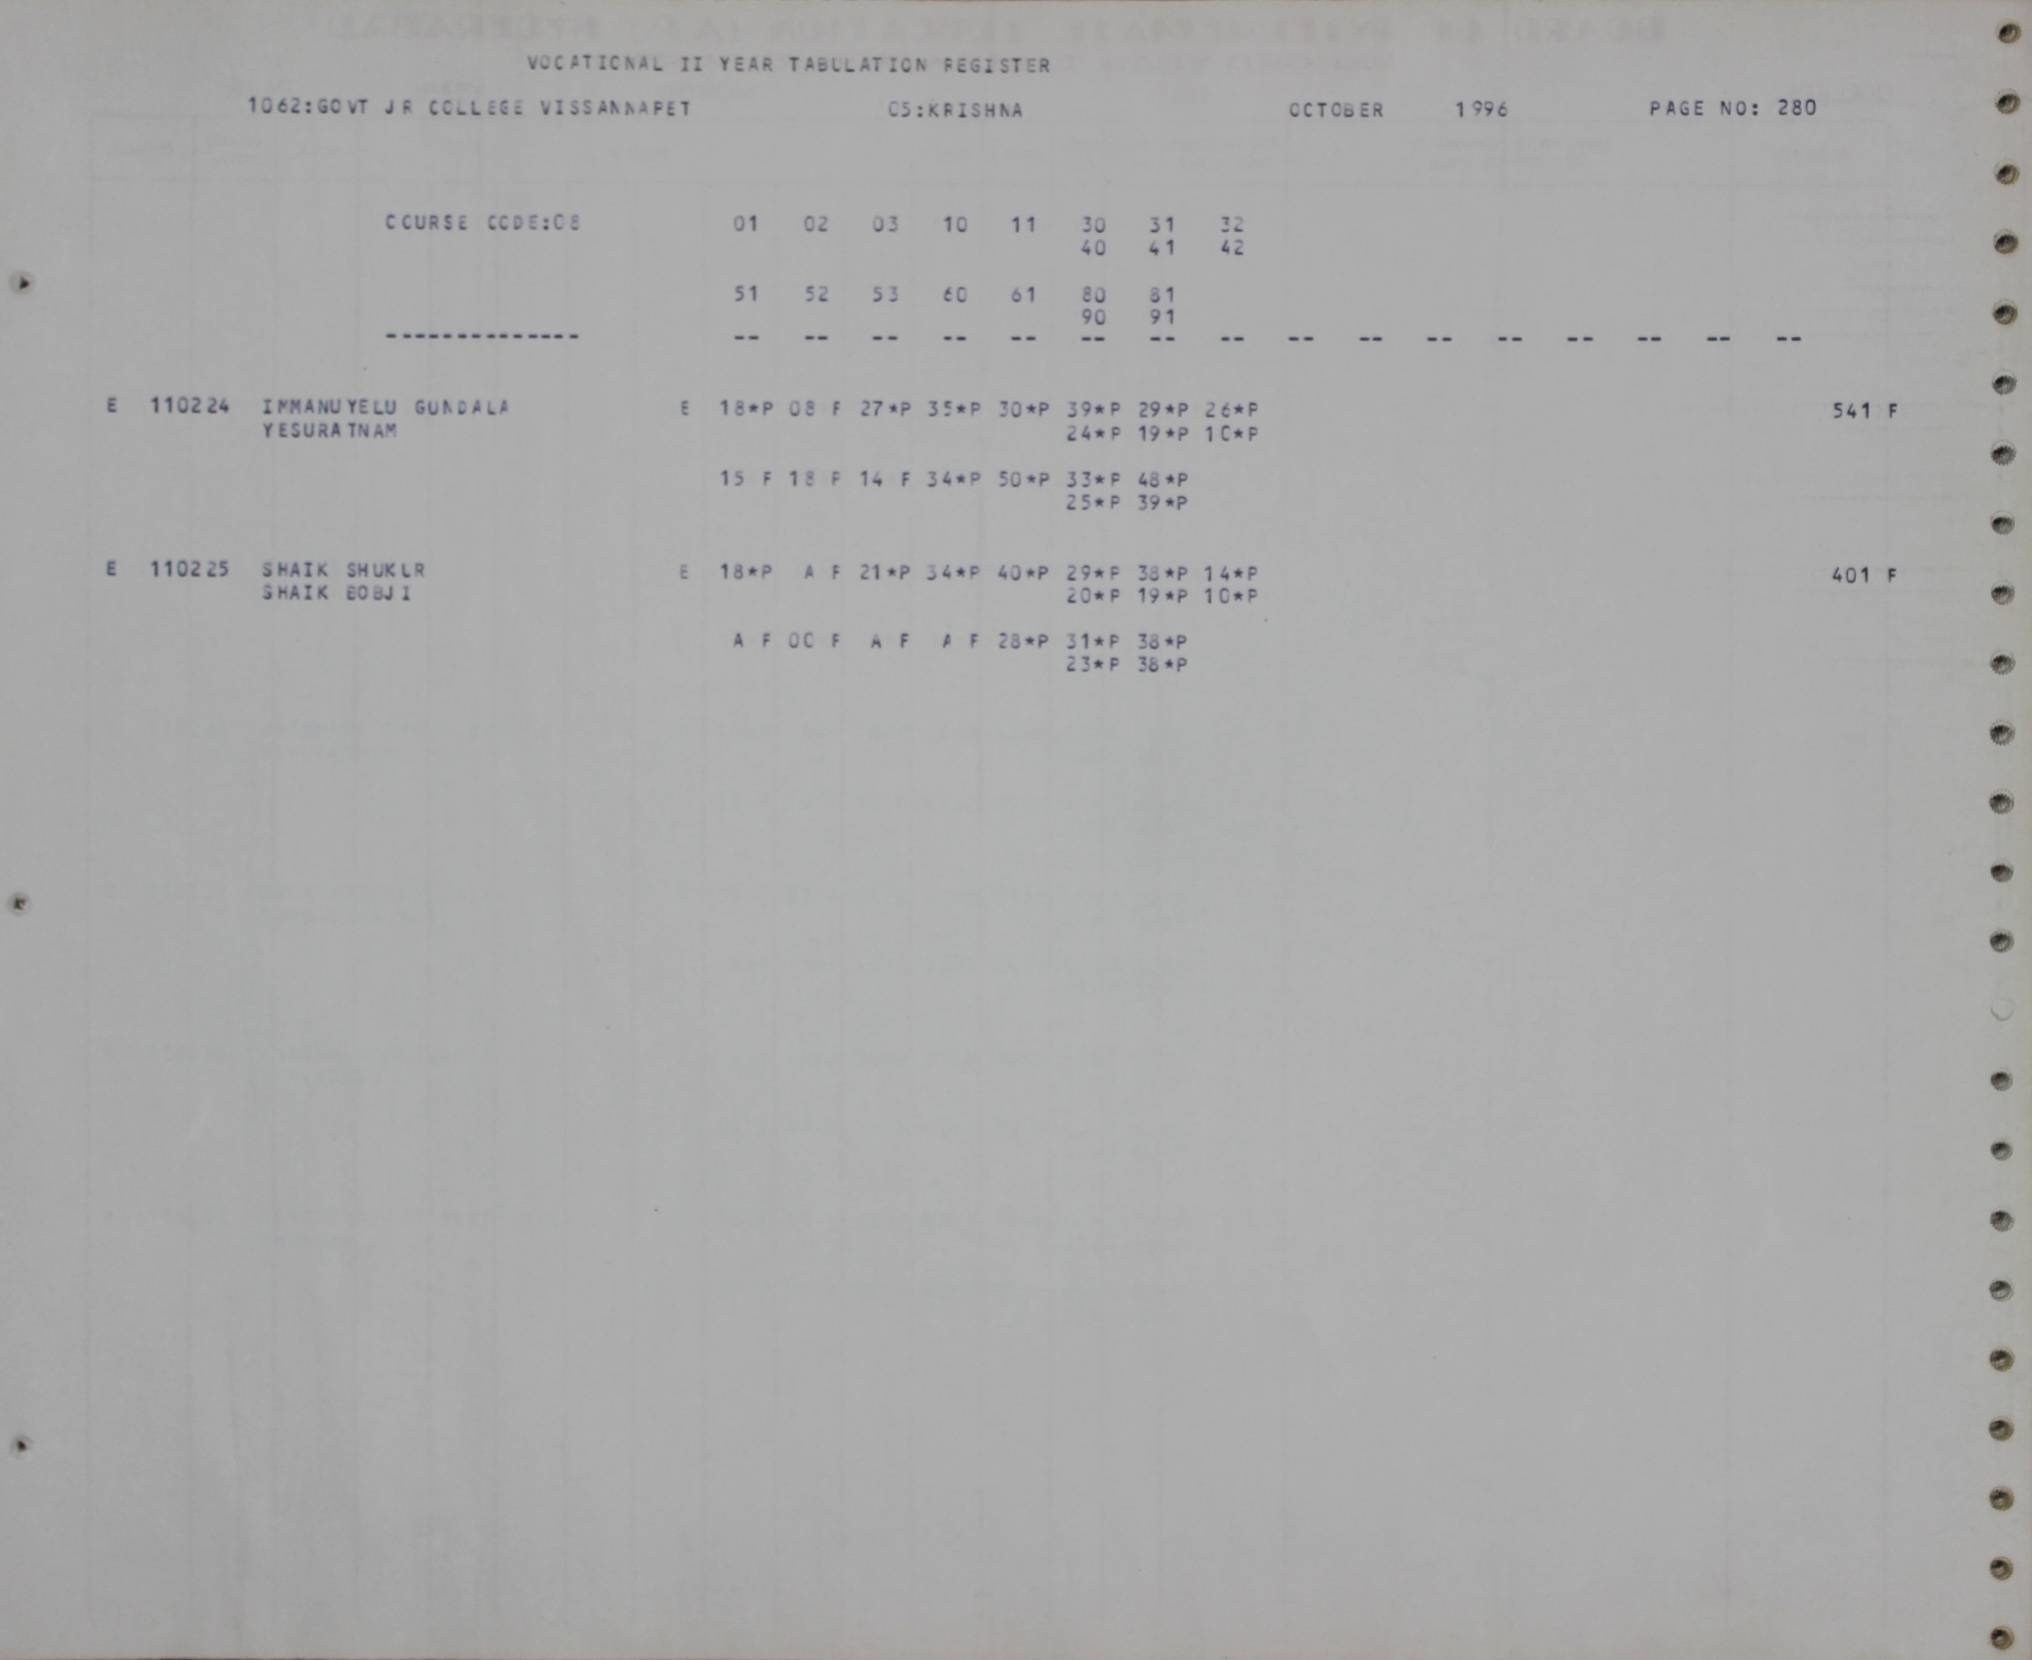 VOCATIONAL II YEAR TABULATION REGISTER
1062:GOVT JR COLLEGE VISSANNAPET 05:KRISHNA OCTOBER 1996 PAGE NO: 280
COURSE CODE:08 01 02 03 10 11 30 31 32
40 41 42
51 52 53 60 61 80 81
90 91
-------------- -- -- -- -- -- -- -- -- -- -- -- -- -- -- -- --
E 110224 IMMANUYELU GUNDALA E 18*P 08 F 27*P 35*P 30*P 39*P 29*P 26*P 541 F
YESURATNAM 24*P 19*P 10*P
15 F 18 P 14 F 34*P 50*P 33*P 48*P
25*P 39*P
E 110225 SHAIK SHUKUR E 18*P A F 21*P 34*P 40*P 29*P 38*P 14*P 401 F
SHAIK BOBJI 20*P 19*P 10*P
A F 00 F A F A F 28*P 31*P 38*P
23*P 38*P